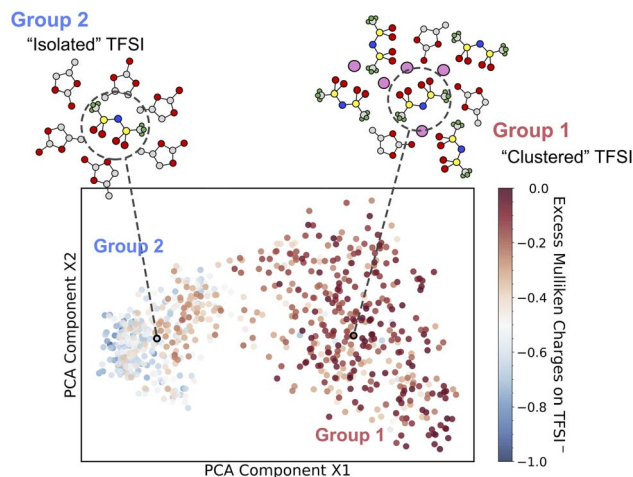 Group 2
“Isolated” TFSI
Group 1
“Clustered” TFSI
Group 2
Group 1
PCA Component X2
PCA Component X1
0.0
−0.2
−0.4
−0.6
−0.8
−1.0
Excess Mulliken Charges on TFSI⁻